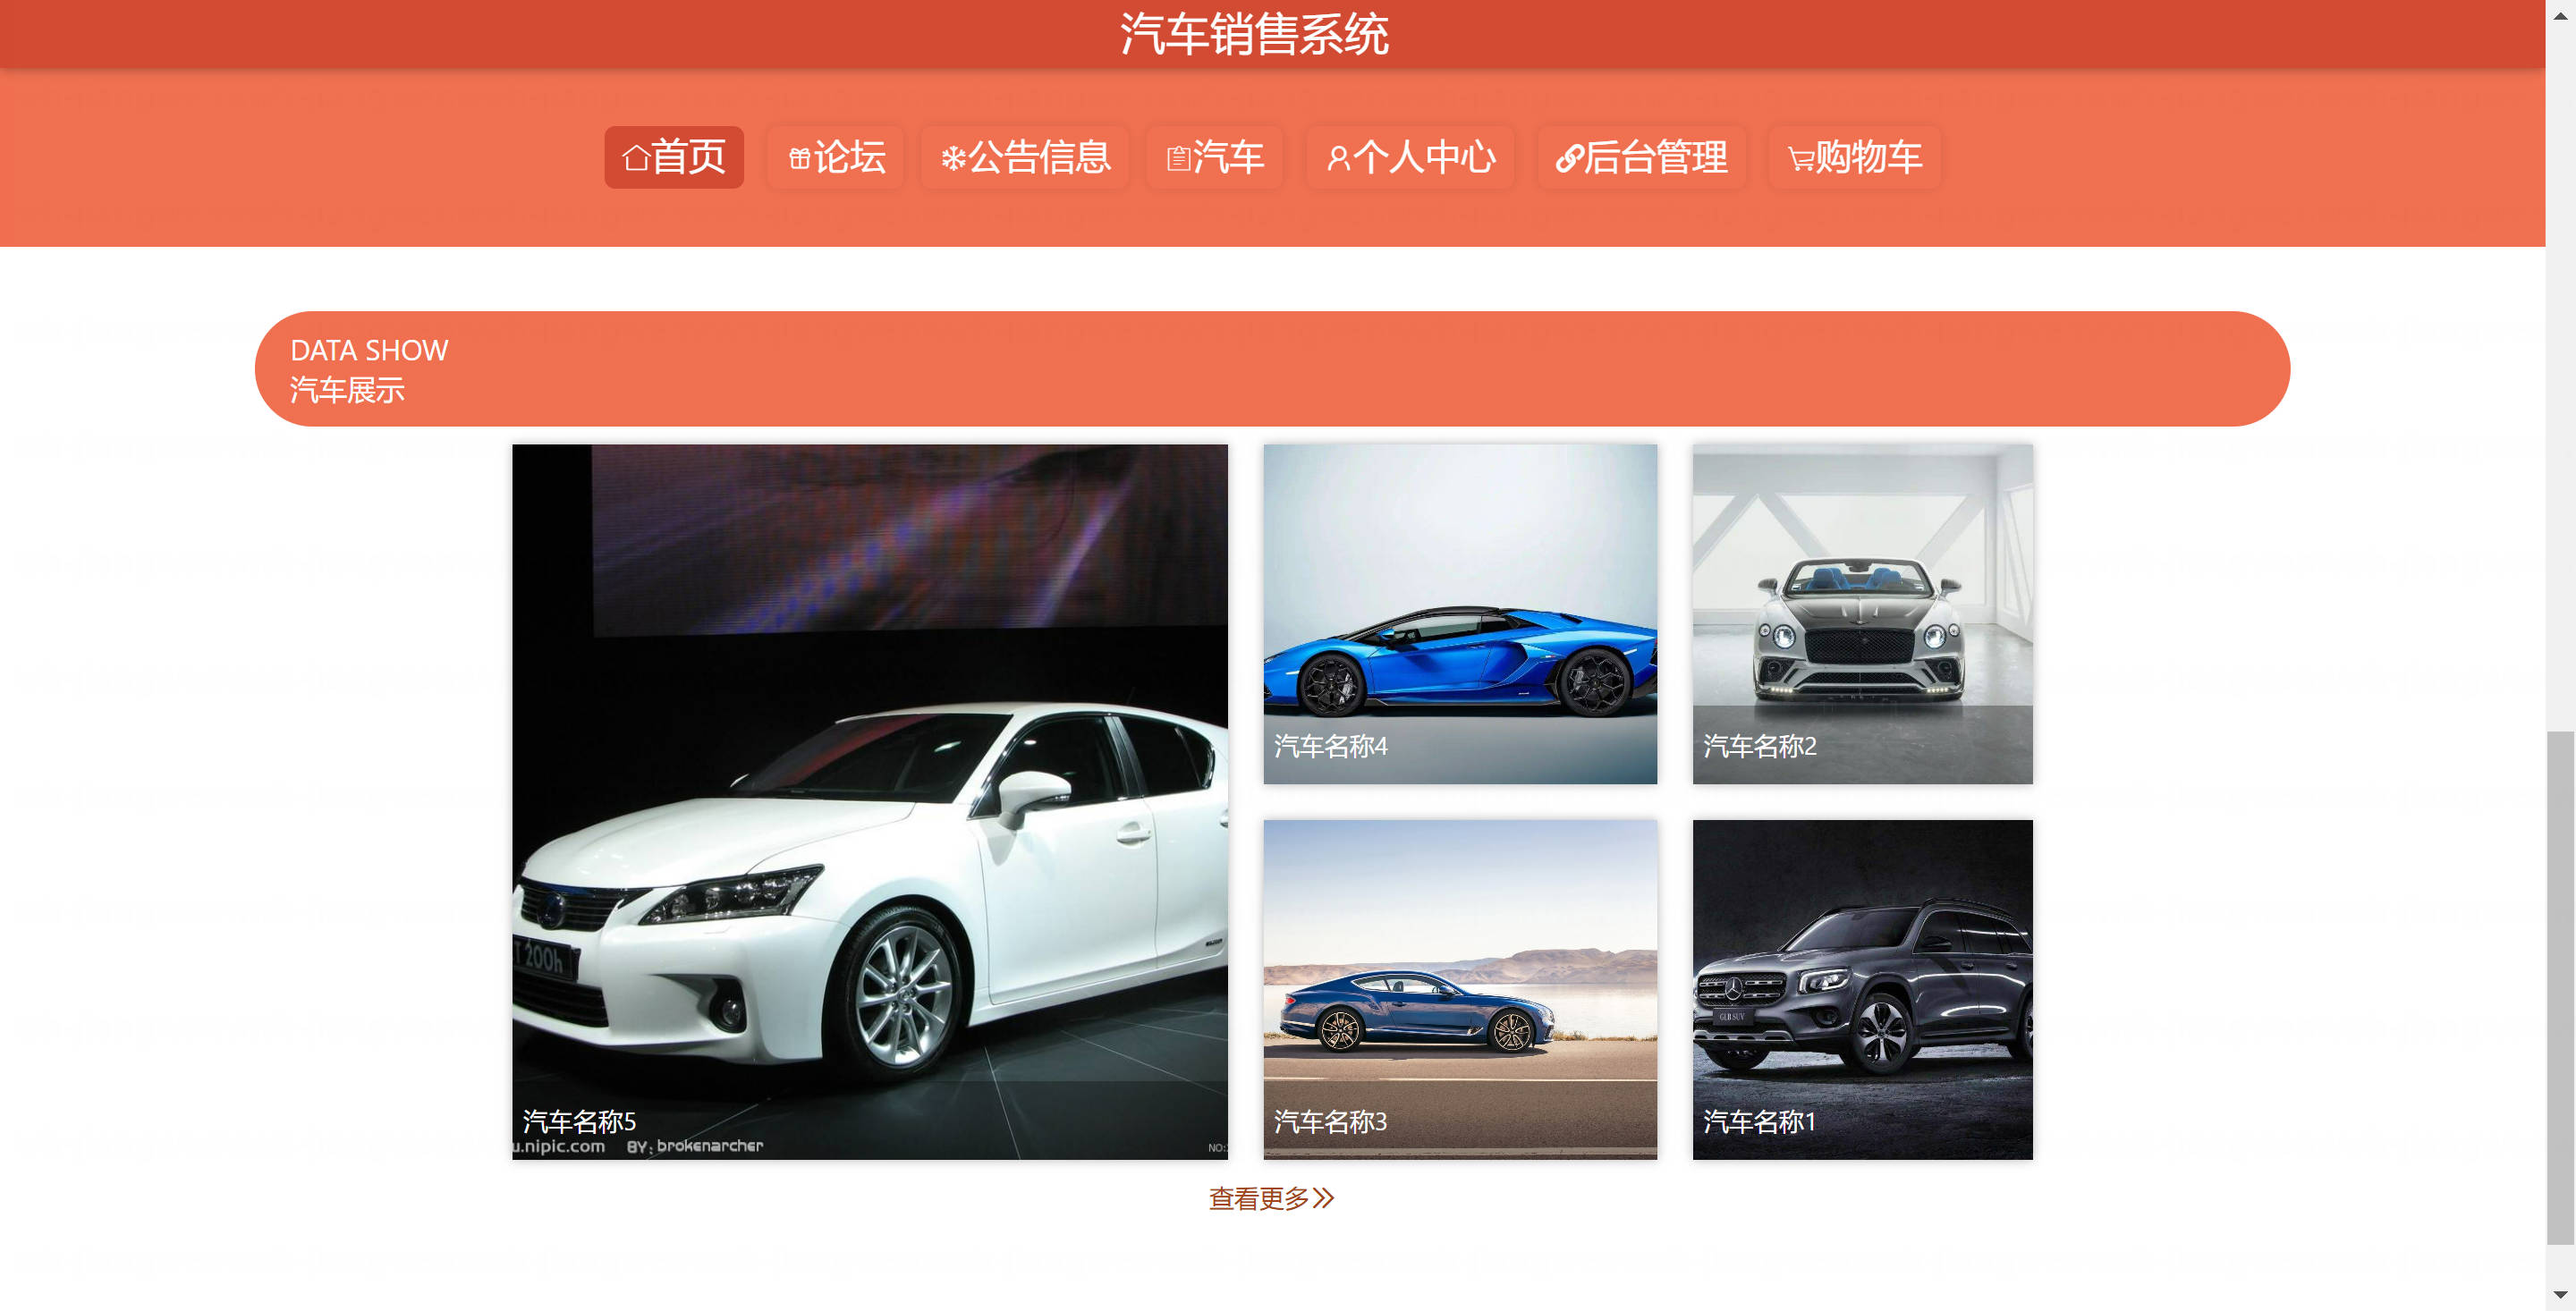 汽车销售系统
首页
论坛
公告信息
汽车
个人中心
后台管理
购物车
DATA SHOW
汽车展示
T 200h
汽车名称5
u.nipic.com BY: brokenarcher
NO:
汽车名称4
汽车名称2
汽车名称3
GLB SUV
汽车名称1
查看更多